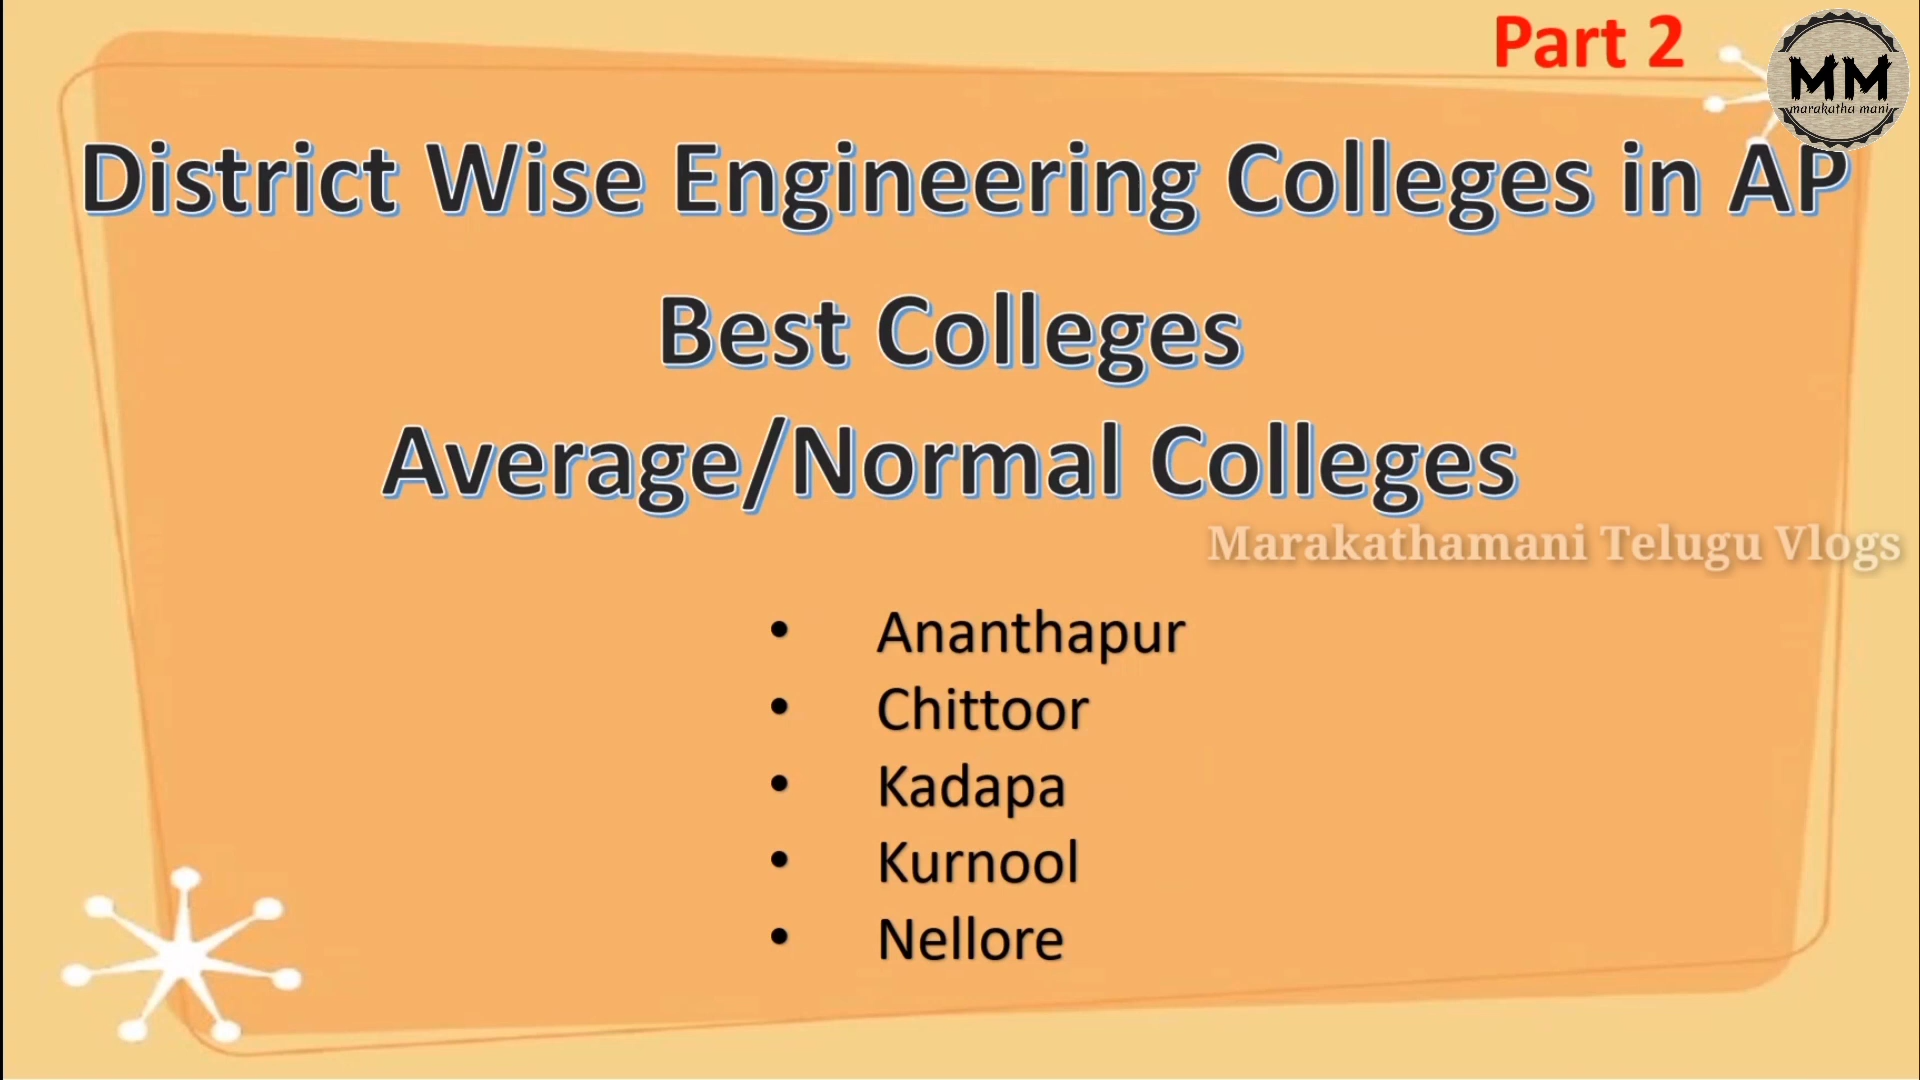 Part 2
MM
marakatha mani
District Wise Engineering Colleges in AP
Best Colleges
Average/Normal Colleges
Marakathamani Telugu Vlogs
• Ananthapur
• Chittoor
• Kadapa
• Kurnool
• Nellore